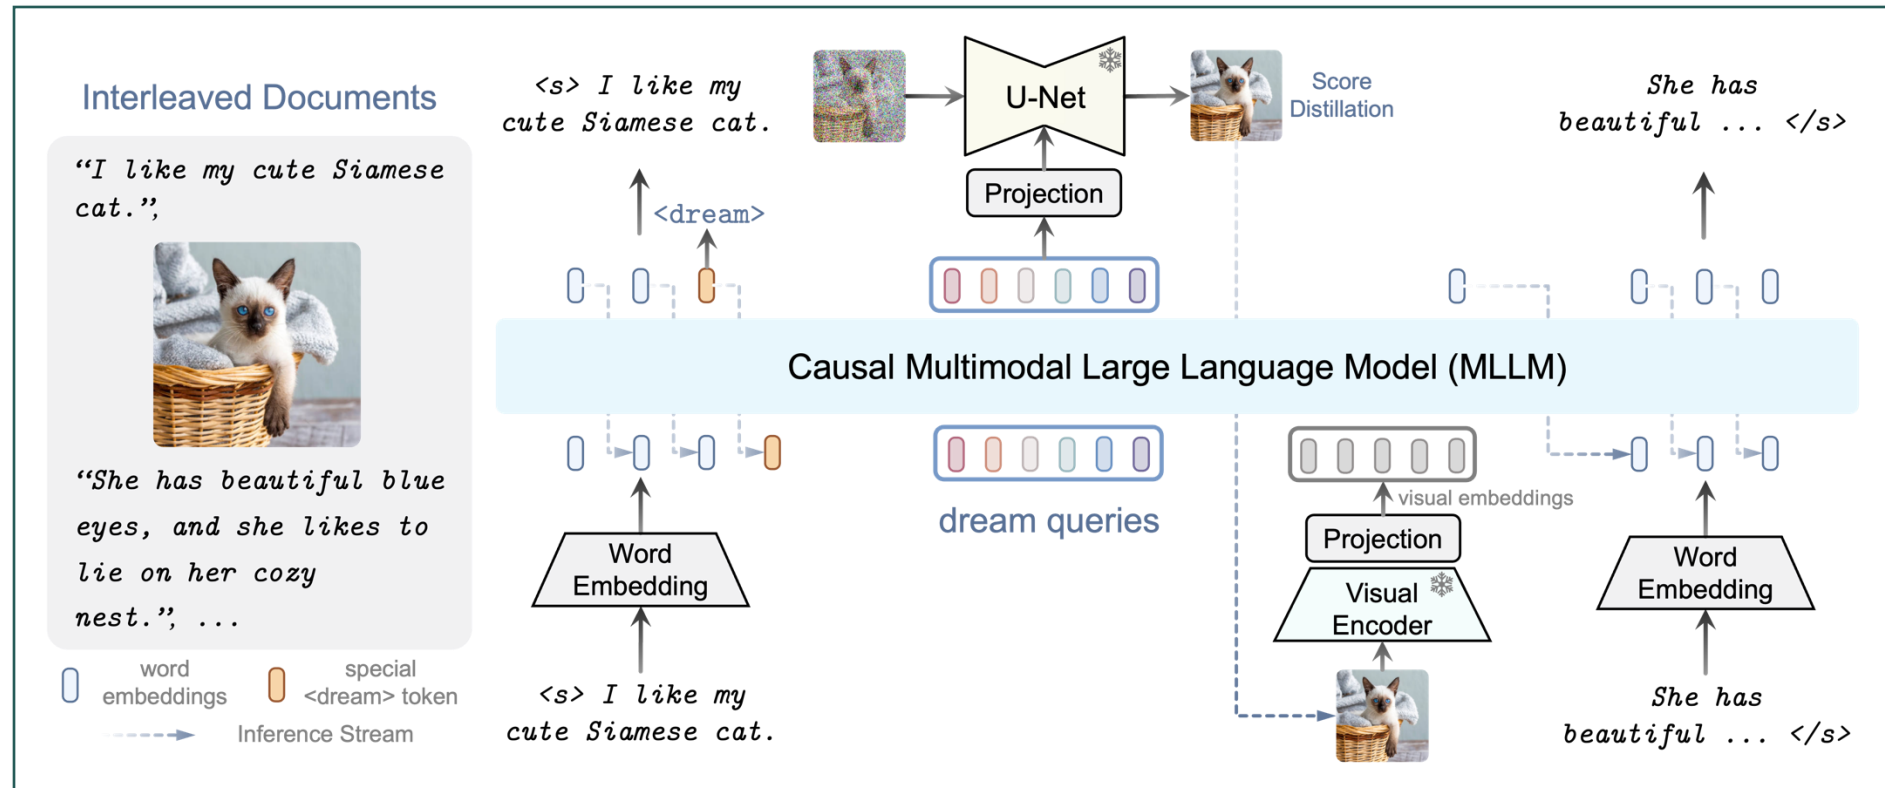 Interleaved Documents
“I like my cute Siamese
cat.”,
“She has beautiful blue
eyes, and she likes to
lie on her cozy
nest.”, ...
word
embeddings
special
<dream> token
Inference Stream
<s> I like my
cute Siamese cat.
<dream>
U-Net
Projection
Score
Distillation
She has
beautiful ... </s>
Causal Multimodal Large Language Model (MLLM)
dream queries
visual embeddings
Word
Embedding
Projection
Visual
Encoder
Word
Embedding
<s> I like my
cute Siamese cat.
She has
beautiful ... </s>